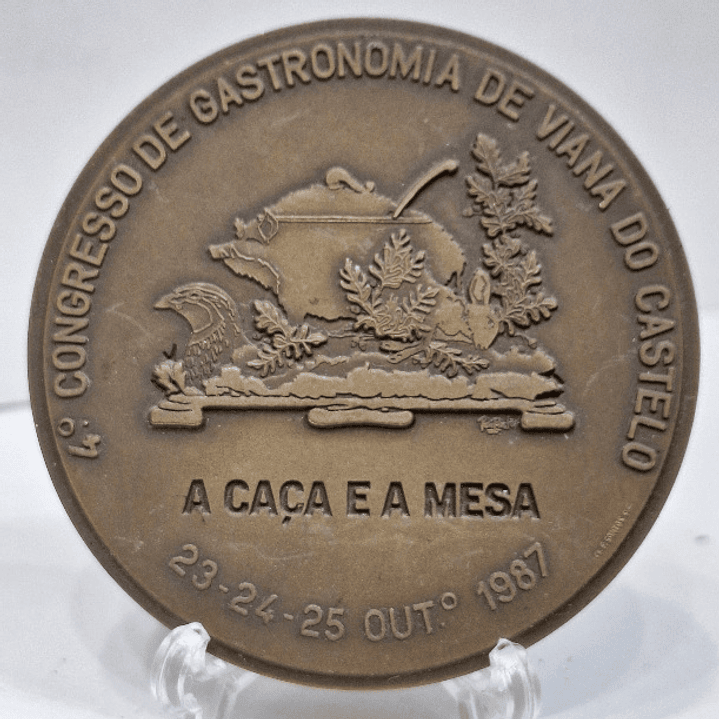 4.º CONGRESSO DE GASTRONOMIA DE VIANA DO CASTELO
A CAÇA E A MESA
23-24-25 OUT.º 1987